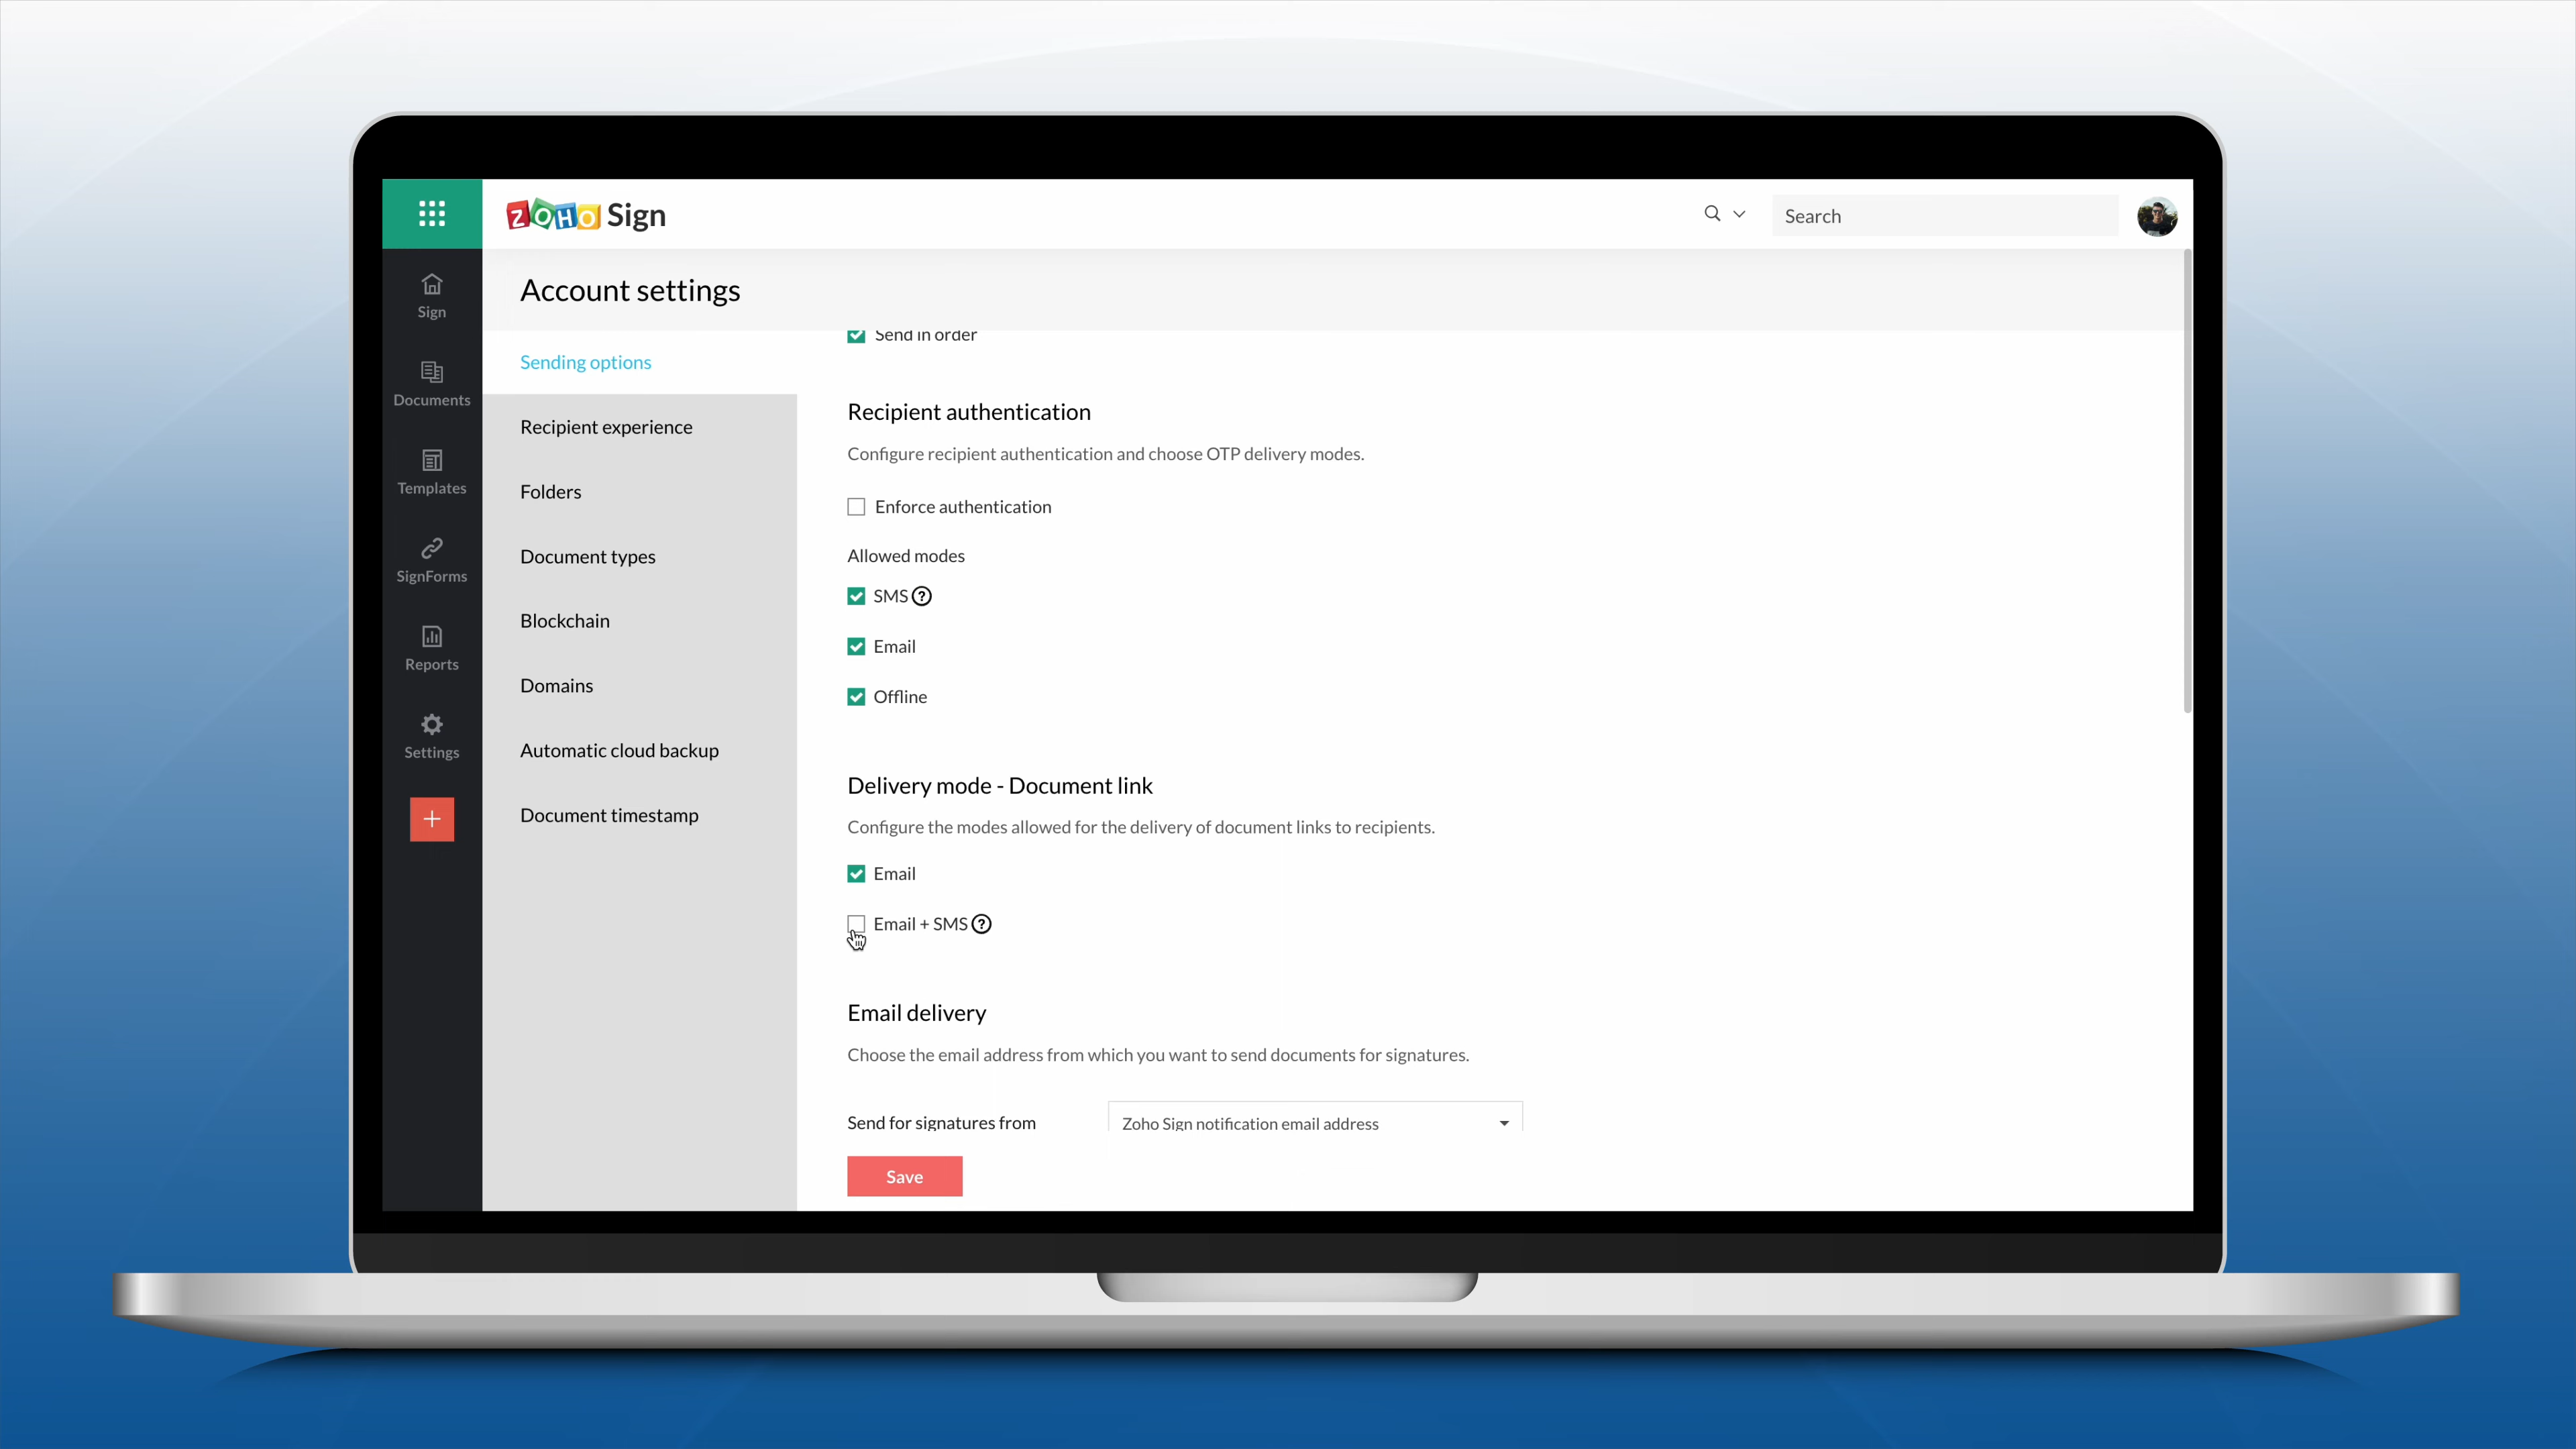 ZOHO Sign
Search
Account settings
Sign
Documents
Templates
SignForms
Reports
Settings
Sending options
Recipient experience
Folders
Document types
Blockchain
Domains
Automatic cloud backup
Document timestamp
Send in order
Recipient authentication
Configure recipient authentication and choose OTP delivery modes.
Enforce authentication
Allowed modes
SMS ?
Email
Offline
Delivery mode - Document link
Configure the modes allowed for the delivery of document links to recipients.
Email
Email + SMS ?
Email delivery
Choose the email address from which you want to send documents for signatures.
Send for signatures from Zoho Sign notification email address
Save